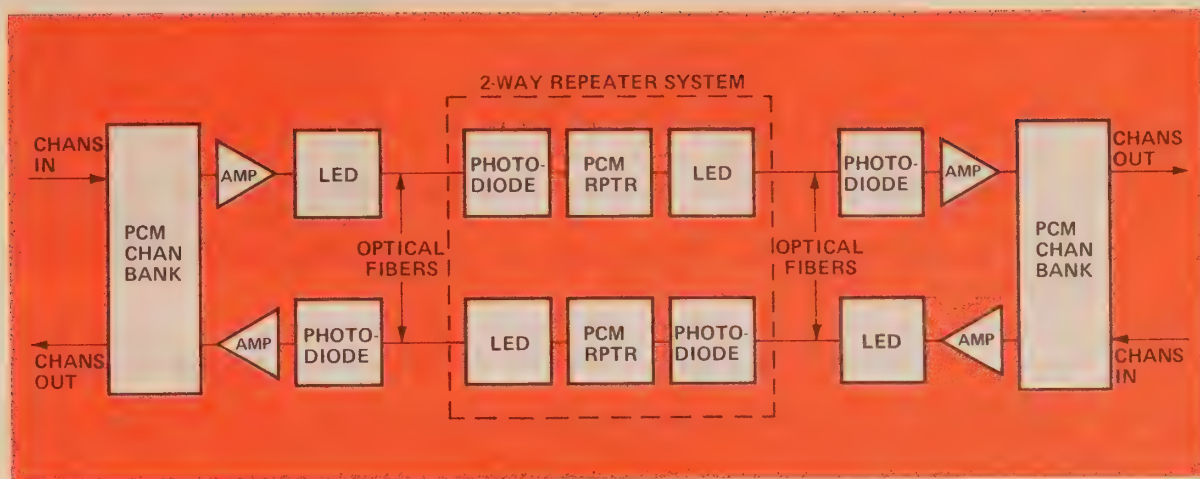 2-WAY REPEATER SYSTEM
CHANS
IN
PCM
CHAN
BANK
AMP
LED
PHOTO-
DIODE
PCM
RPTR
LED
PHOTO-
DIODE
AMP
CHANS
OUT
PCM
CHAN
BANK
OPTICAL
FIBERS
OPTICAL
FIBERS
CHANS
OUT
AMP
PHOTO-
DIODE
LED
PCM
RPTR
PHOTO-
DIODE
LED
AMP
CHANS
IN